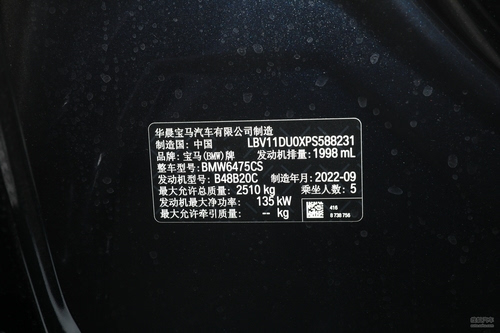 华晨宝马汽车有限公司制造
制造国: 中国 LBV11DU0XPS588231
品牌: 宝马(BMW)牌 发动机排量: 1998 mL
整车型号: BMW6475CS
发动机型号: B48B20C 制造年月: 2022-09
最大允许总质量: 2510 kg 乘坐人数: 5
发动机最大净功率: 135 kW
最大允许牵引质量: -- kg
416
8 738 756